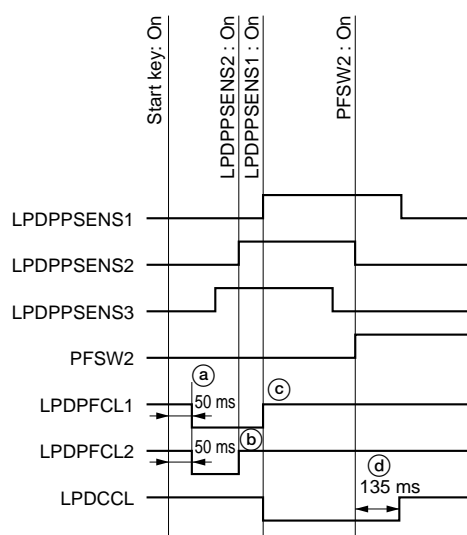 Start key: On
LPDPPSENS2 : On
LPDPPSENS1 : On
PFSW2 : On
LPDPPSENS1
LPDPPSENS2
LPDPPSENS3
PFSW2
a
LPDPFCL1
50 ms
c
LPDPFCL2
50 ms
b
d
LPDCCL
135 ms